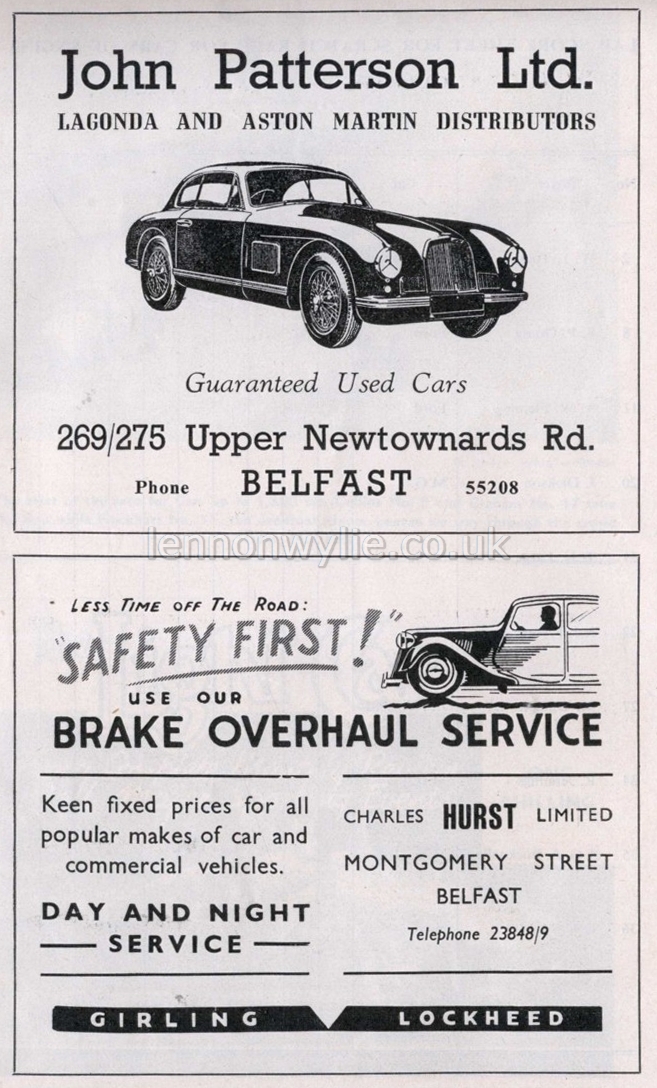 John Patterson Ltd.
LAGONDA AND ASTON MARTIN DISTRIBUTORS
Guaranteed Used Cars
269/275 Upper Newtownards Rd.
Phone BELFAST 55208
lennonwylie.co.uk
LESS TIME OFF THE ROAD:
"SAFETY FIRST!"
USE OUR
BRAKE OVERHAUL SERVICE
Keen fixed prices for all
popular makes of car and
commercial vehicles.
DAY AND NIGHT
SERVICE
CHARLES HURST LIMITED
MONTGOMERY STREET
BELFAST
Telephone 23848/9
GIRLING LOCKHEED